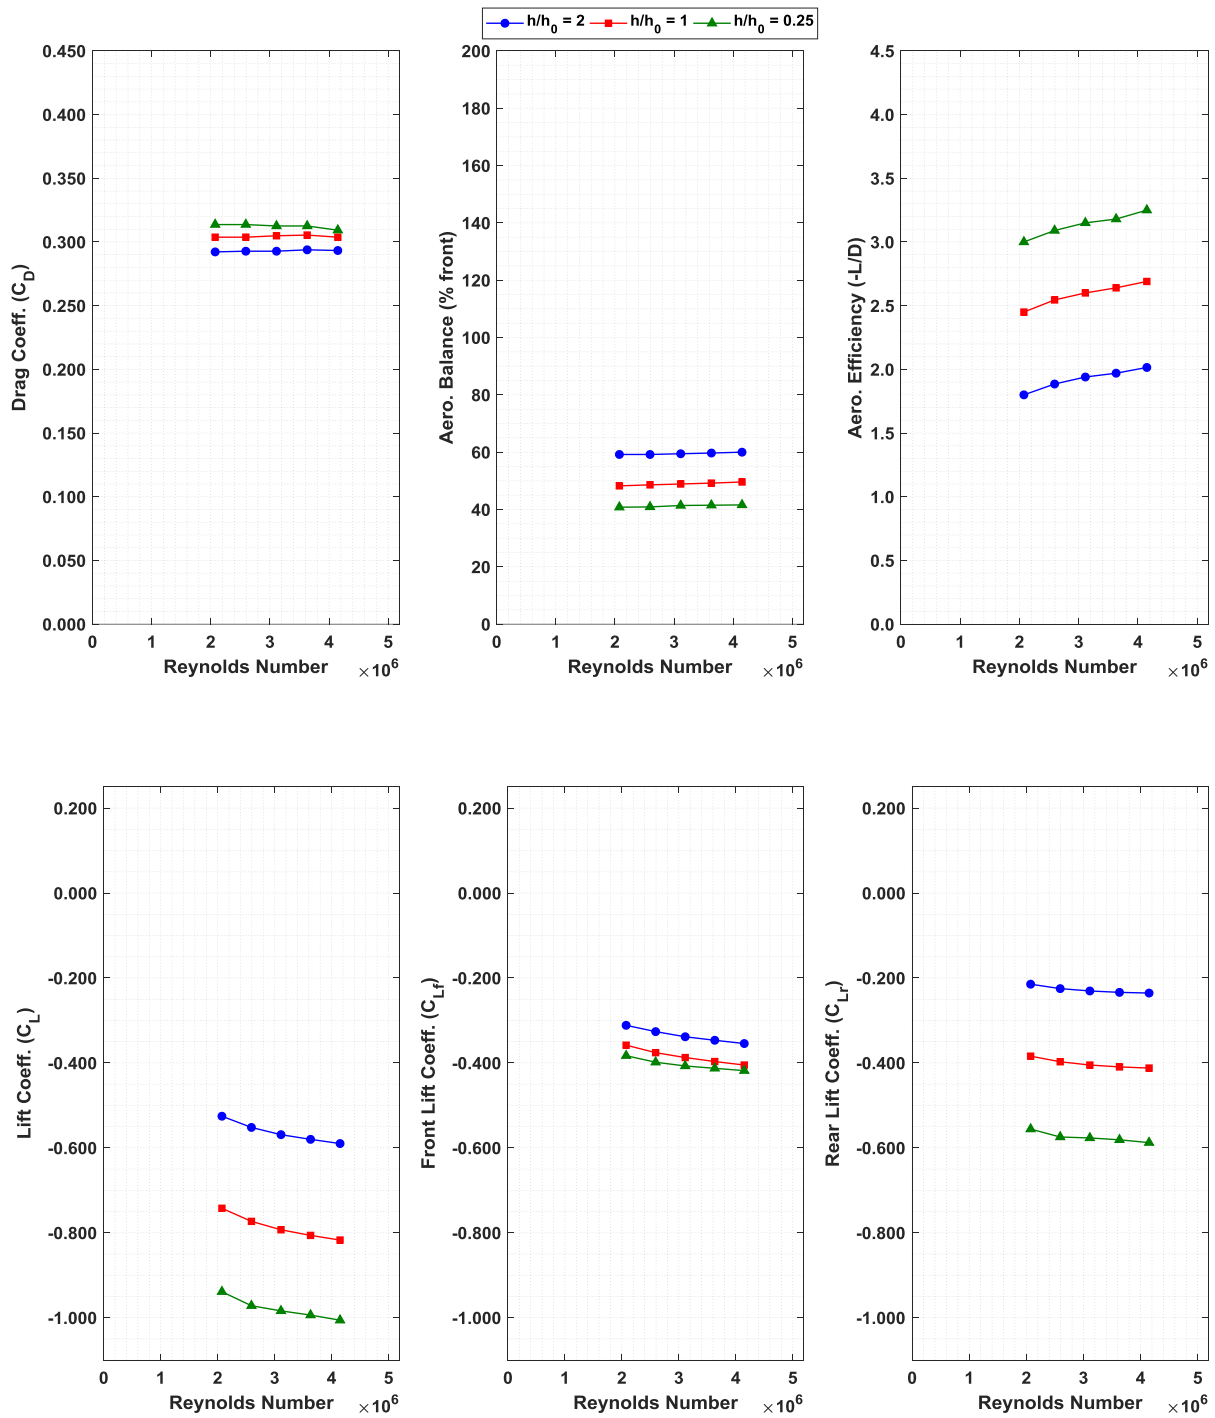 h/h0 = 2 h/h0 = 1 h/h0 = 0.25
Drag Coeff. (CD)
0.450
0.400
0.350
0.300
0.250
0.200
0.150
0.100
0.050
0.000
0 1 2 3 4 5
Reynolds Number ×10^6
Aero. Balance (% front)
200
180
160
140
120
100
80
60
40
20
0
0 1 2 3 4 5
Reynolds Number ×10^6
Aero. Efficiency (-L/D)
4.5
4.0
3.5
3.0
2.5
2.0
1.5
1.0
0.5
0.0
0 1 2 3 4 5
Reynolds Number ×10^6
Lift Coeff. (CL)
0.200
0.000
-0.200
-0.400
-0.600
-0.800
-1.000
0 1 2 3 4 5
Reynolds Number ×10^6
Front Lift Coeff. (CLf)
0.200
0.000
-0.200
-0.400
-0.600
-0.800
-1.000
0 1 2 3 4 5
Reynolds Number ×10^6
Rear Lift Coeff. (CLr)
0.200
0.000
-0.200
-0.400
-0.600
-0.800
-1.000
0 1 2 3 4 5
Reynolds Number ×10^6